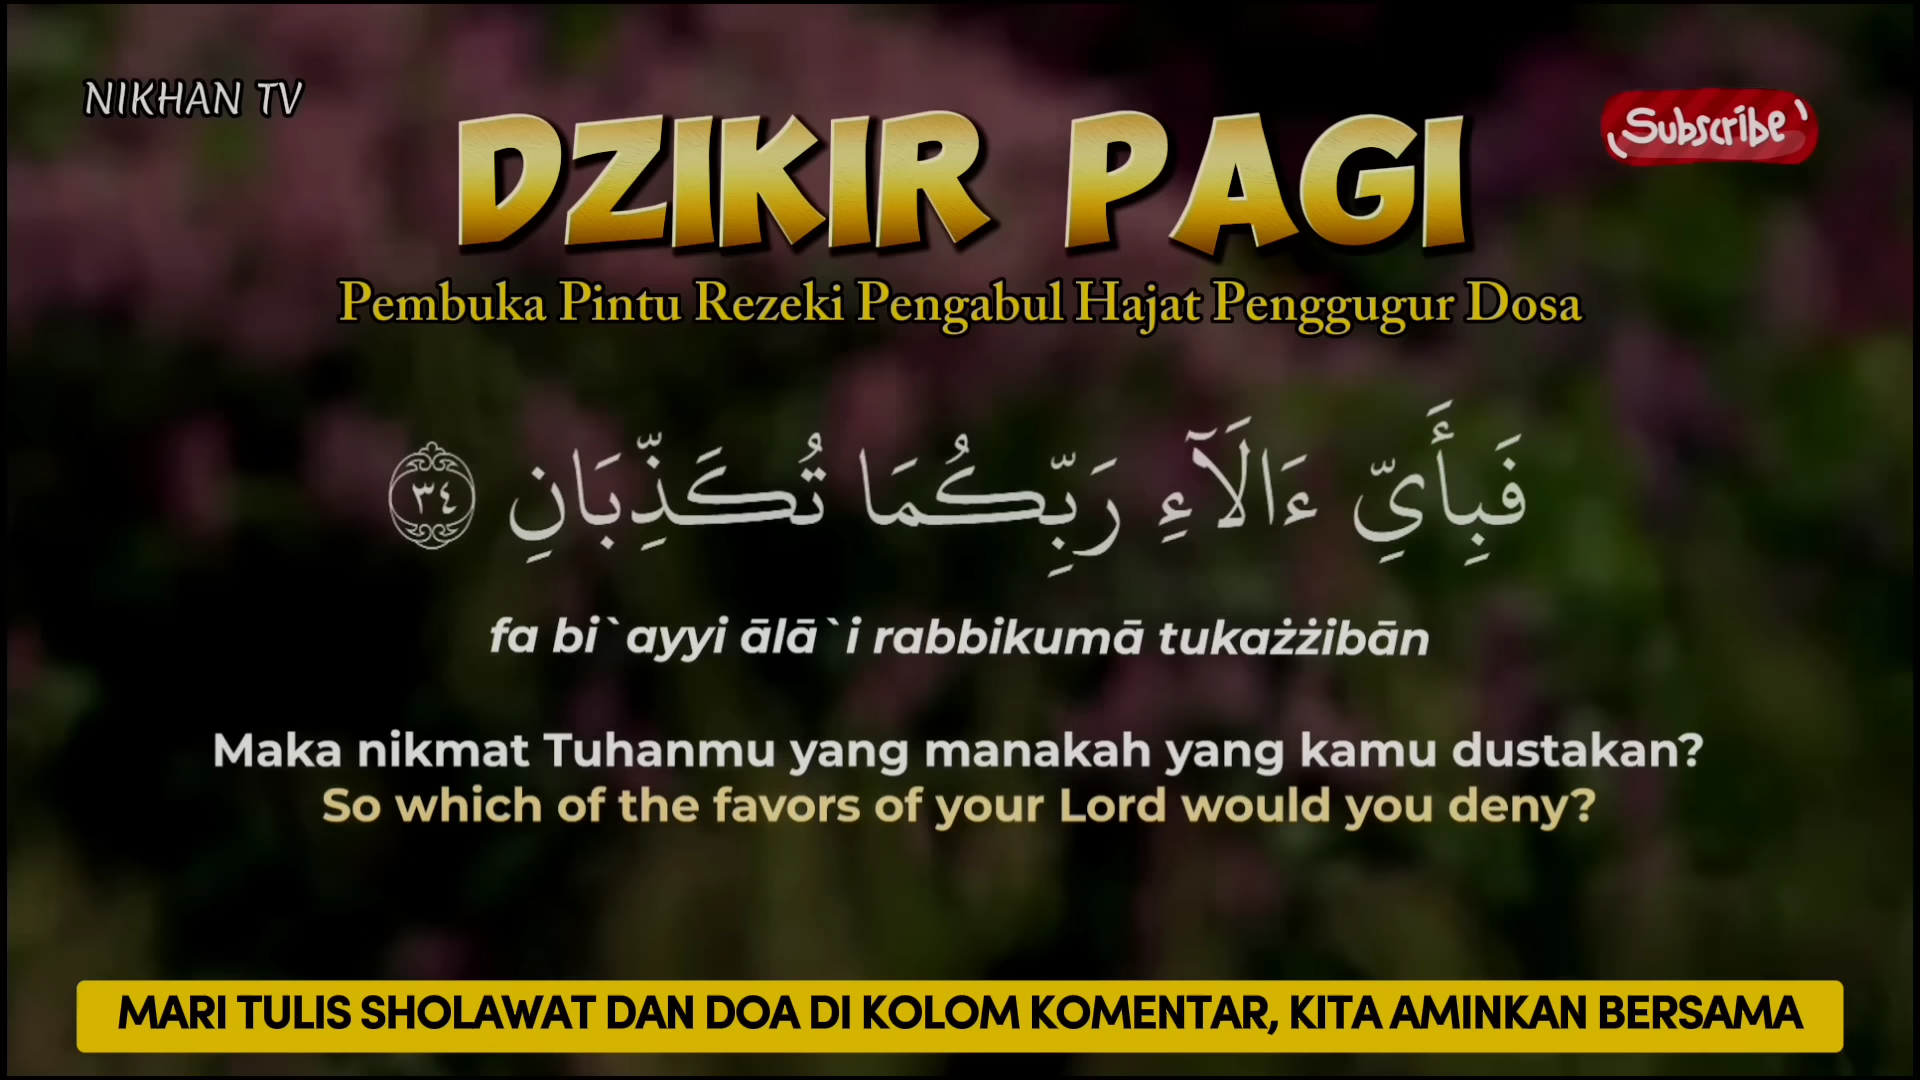 NIKHAN TV
Subscribe
DZIKIR PAGI
Pembuka Pintu Rezeki Pengabul Hajat Penggugur Dosa
فَبِأَيِّ ءَالَآءِ رَبِّكُمَا تُكَذِّبَانِ ٣٤
fa bi`ayyi ālā`i rabbikumā tukażżibān
Maka nikmat Tuhanmu yang manakah yang kamu dustakan?
So which of the favors of your Lord would you deny?
MARI TULIS SHOLAWAT DAN DOA DI KOLOM KOMENTAR, KITA AMINKAN BERSAMA